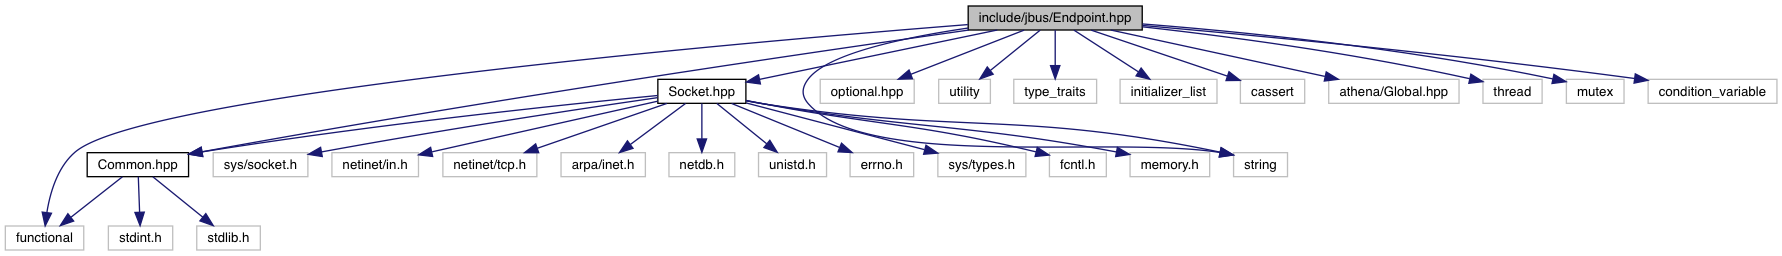 include/jbus/Endpoint.hpp
Socket.hpp
optional.hpp
utility
type_traits
initializer_list
cassert
athena/Global.hpp
thread
mutex
condition_variable
Common.hpp
sys/socket.h
netinet/in.h
netinet/tcp.h
arpa/inet.h
netdb.h
unistd.h
errno.h
sys/types.h
fcntl.h
memory.h
string
functional
stdint.h
stdlib.h